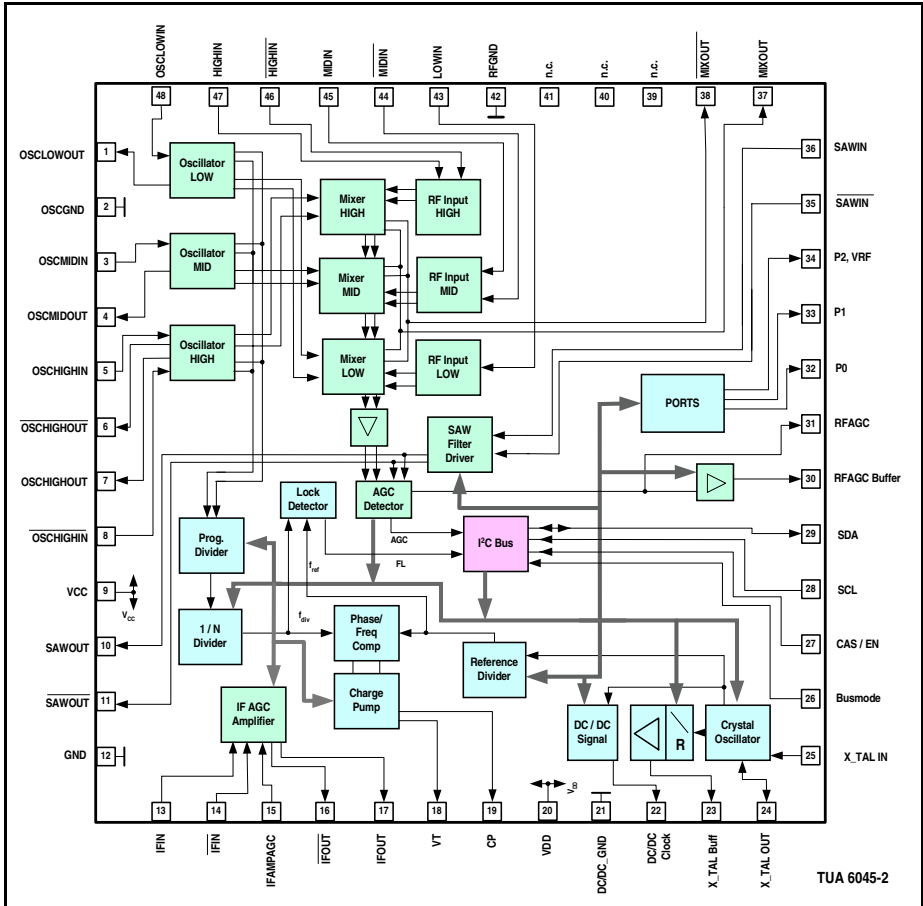 OSCLOWIN
HIGHIN
HIGHIN
MIDIN
MIDIN
LOWIN
RFGND
n.c.
n.c.
n.c.
MIXOUT
MIXOUT
48
47
46
45
44
43
42
41
40
39
38
37
OSCLOWOUT 1
OSCGND 2
OSCMIDIN 3
OSCMIDOUT 4
OSCHIGHIN 5
OSCHIGHOUT 6
OSCHIGHOUT 7
OSCHIGHIN 8
VCC 9
VCC
SAWOUT 10
SAWOUT 11
GND 12
Oscillator
LOW
Oscillator
MID
Oscillator
HIGH
Mixer
HIGH
Mixer
MID
Mixer
LOW
RF Input
HIGH
RF Input
MID
RF Input
LOW
SAW
Filter
Driver
AGC
Detector
Lock
Detector
Prog.
Divider
1 / N
Divider
fref
fdiv
AGC
FL
I²C Bus
Phase/
Freq
Comp
Charge
Pump
Reference
Divider
IF AGC
Amplifier
PORTS
DC / DC
Signal
R
Crystal
Oscillator
VB
36 SAWIN
35 SAWIN
34 P2, VRF
33 P1
32 P0
31 RFAGC
30 RFAGC Buffer
29 SDA
28 SCL
27 CAS / EN
26 Busmode
25 X_TAL IN
13
14
15
16
17
18
19
20
21
22
23
24
IFIN
IFIN
IFAMPAGC
IFOUT
IFOUT
VT
CP
VDD
DC/DC_GND
DC/DC
Clock
X_TAL Buff
X_TAL OUT
TUA 6045-2